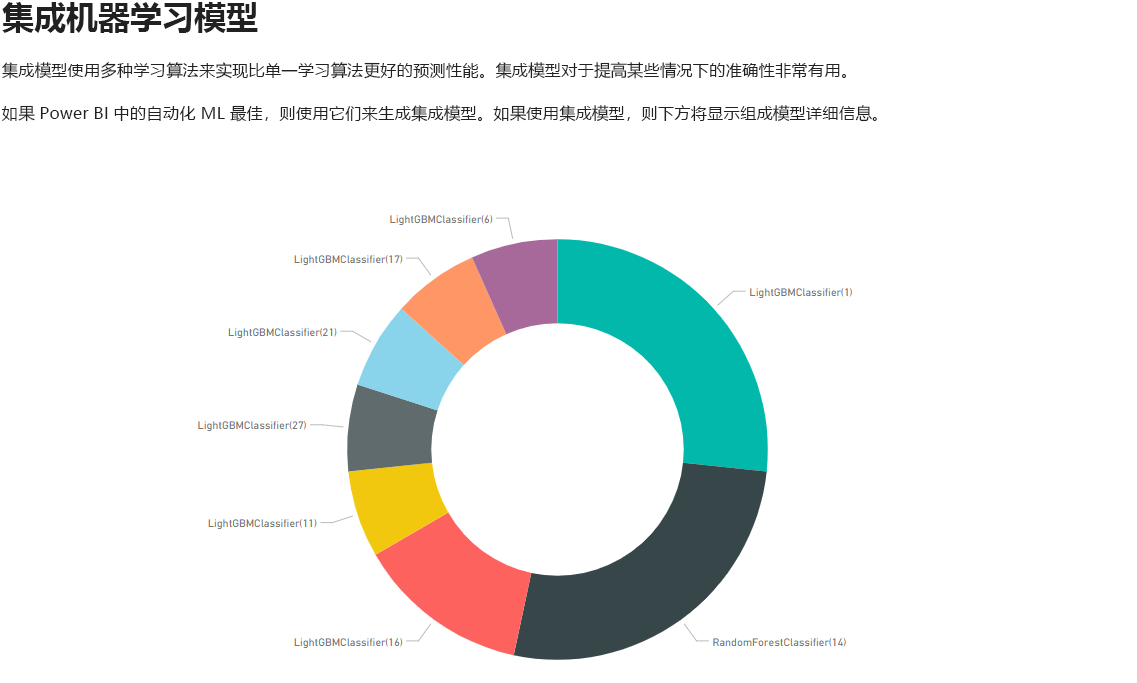 集成机器学习模型
集成模型使用多种学习算法来实现比单一学习算法更好的预测性能。集成模型对于提高某些情况下的准确性非常有用。
如果 Power BI 中的自动化 ML 最佳，则使用它们来生成集成模型。如果使用集成模型，则下方将显示组成模型详细信息。
LightGBMClassifier(6)
LightGBMClassifier(17)
LightGBMClassifier(1)
LightGBMClassifier(21)
LightGBMClassifier(27)
LightGBMClassifier(11)
LightGBMClassifier(16)
RandomForestClassifier(14)